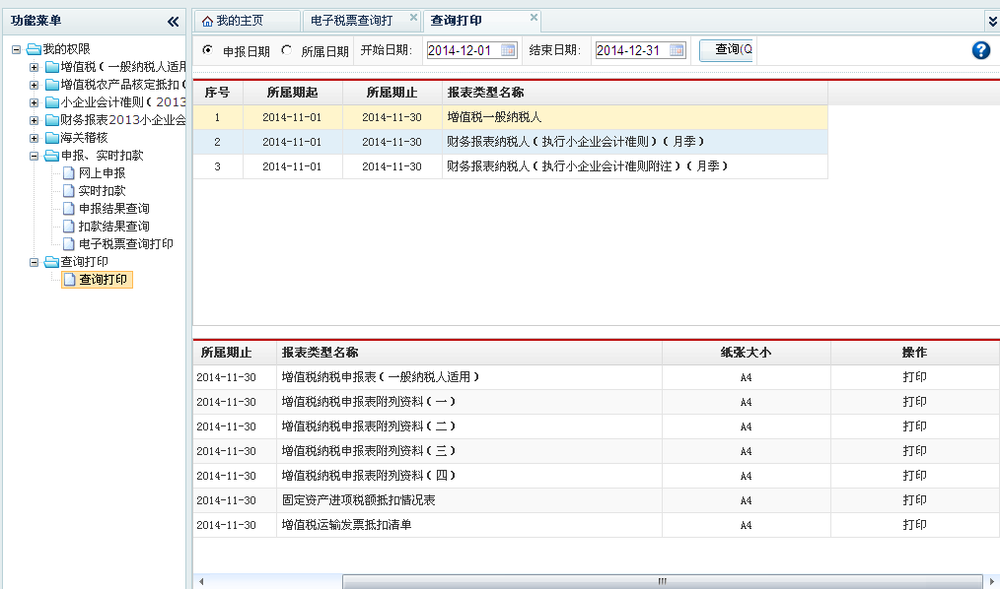 功能菜单
我的权限
增值税（一般纳税人适用
增值税农产品核定抵扣（
小企业会计准则（2013
财务报表2013小企业会
海关稽核
申报、实时扣款
网上申报
实时扣款
申报结果查询
扣款结果查询
电子税票查询打印
查询打印
查询打印
我的主页 电子税票查询打 查询打印
申报日期 所属日期 开始日期: 2014-12-01 结束日期: 2014-12-31 查询(Q
序号 所属期起 所属期止 报表类型名称
1 2014-11-01 2014-11-30 增值税一般纳税人
2 2014-11-01 2014-11-30 财务报表纳税人（执行小企业会计准则）（月季）
3 2014-11-01 2014-11-30 财务报表纳税人（执行小企业会计准则附注）（月季）
所属期止 报表类型名称 纸张大小 操作
2014-11-30 增值税纳税申报表（一般纳税人适用） A4 打印
2014-11-30 增值税纳税申报表附列资料（一） A4 打印
2014-11-30 增值税纳税申报表附列资料（二） A4 打印
2014-11-30 增值税纳税申报表附列资料（三） A4 打印
2014-11-30 增值税纳税申报表附列资料（四） A4 打印
2014-11-30 固定资产进项税额抵扣情况表 A4 打印
2014-11-30 增值税运输发票抵扣清单 A4 打印